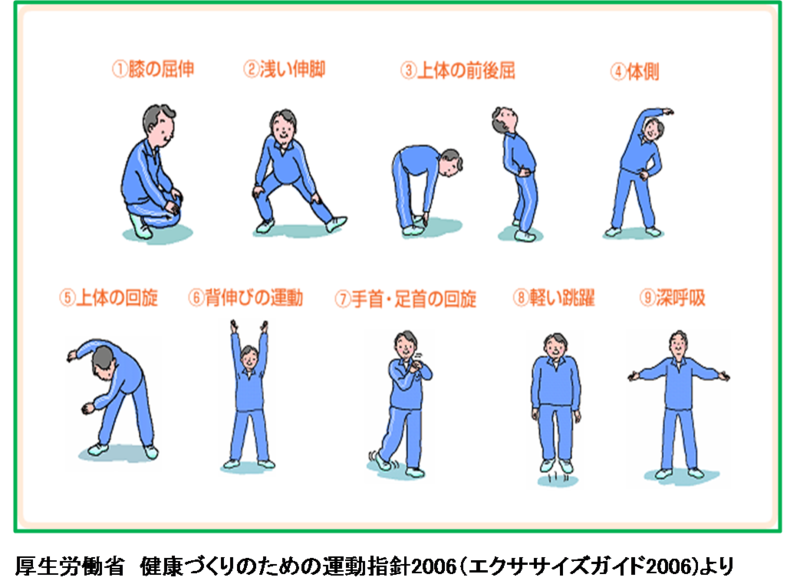 ①膝の屈伸 ②浅い伸脚 ③上体の前後屈 ④体側
⑤上体の回旋 ⑥背伸びの運動 ⑦手首・足首の回旋 ⑧軽い跳躍 ⑨深呼吸
厚生労働省　健康づくりのための運動指針2006（エクササイズガイド2006)より